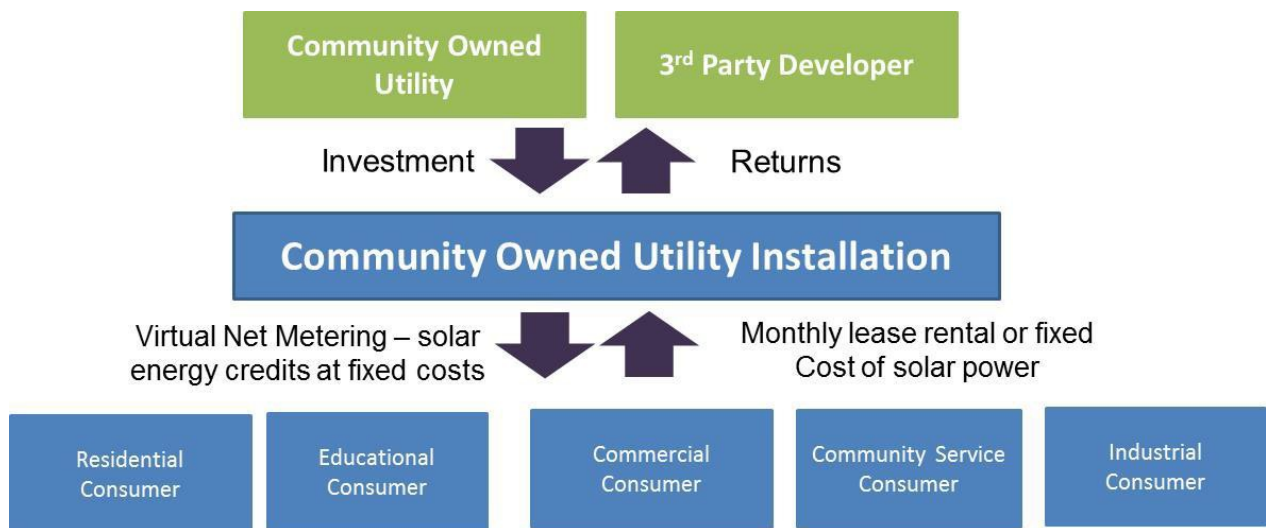 Community Owned
Utility
3rd Party Developer
Investment
Returns
Community Owned Utility Installation
Virtual Net Metering – solar
energy credits at fixed costs
Monthly lease rental or fixed
Cost of solar power
Residential
Consumer
Educational
Consumer
Commercial
Consumer
Community Service
Consumer
Industrial
Consumer